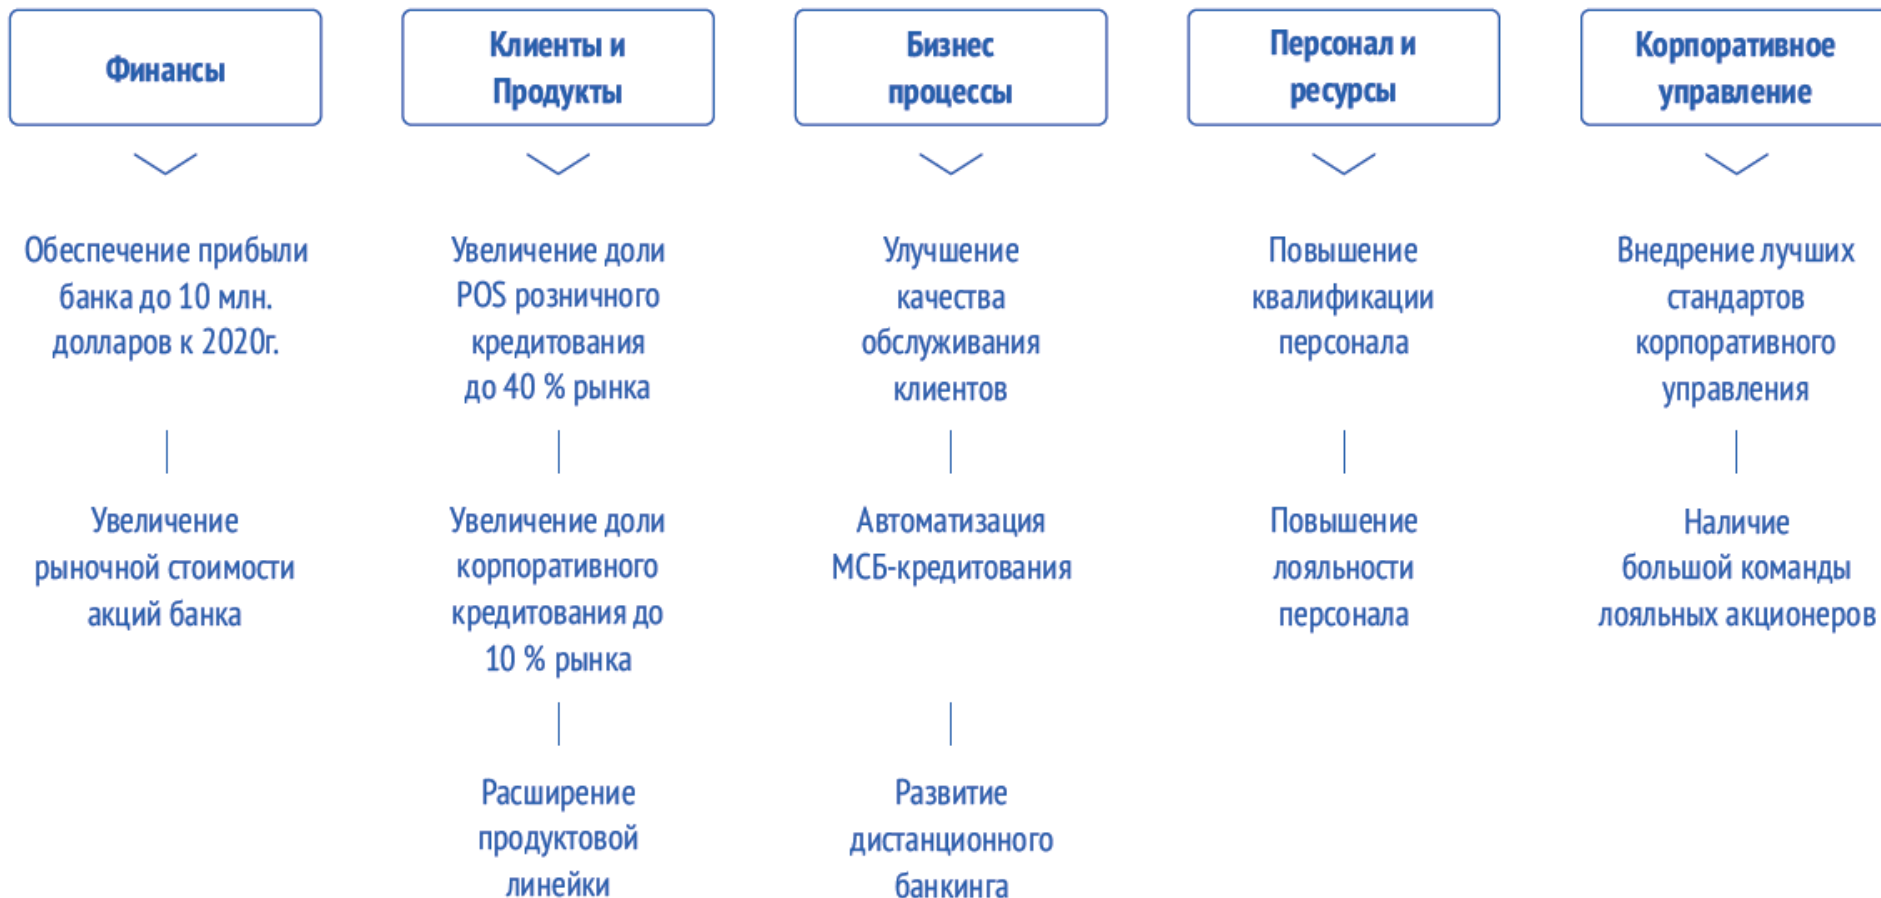 Финансы
Обеспечение прибыли
банка до 10 млн.
долларов к 2020г.
Увеличение
рыночной стоимости
акций банка
Клиенты и
Продукты
Увеличение доли
POS розничного
кредитования
до 40 % рынка
Увеличение доли
корпоративного
кредитования до
10 % рынка
Расширение
продуктовой
линейки
Бизнес
процессы
Улучшение
качества
обслуживания
клиентов
Автоматизация
МСБ-кредитования
Развитие
дистанционного
банкинга
Персонал и
ресурсы
Повышение
квалификации
персонала
Повышение
лояльности
персонала
Корпоративное
управление
Внедрение лучших
стандартов
корпоративного
управления
Наличие
большой команды
лояльных акционеров